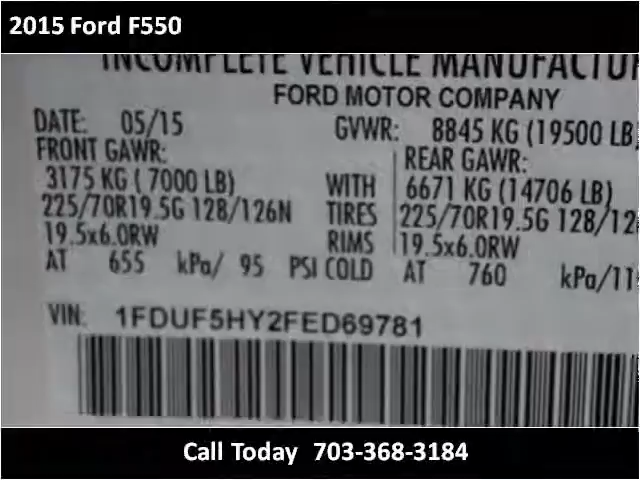 2015 Ford F550
INCOMPLETE VEHICLE MANUFACTUR
FORD MOTOR COMPANY
DATE: 05/15 GVWR: 8845 KG (19500 LB)
FRONT GAWR: REAR GAWR:
3175 KG ( 7000 LB) WITH 6671 KG (14706 LB)
225/70R19.5G 128/126N TIRES 225/70R19.5G 128/12
19.5x6.0RW RIMS 19.5x6.0RW
AT 655 kPa/ 95 PSI COLD AT 760 kPa/11
VIN: 1FDUF5HY2FED69781
Call Today 703-368-3184